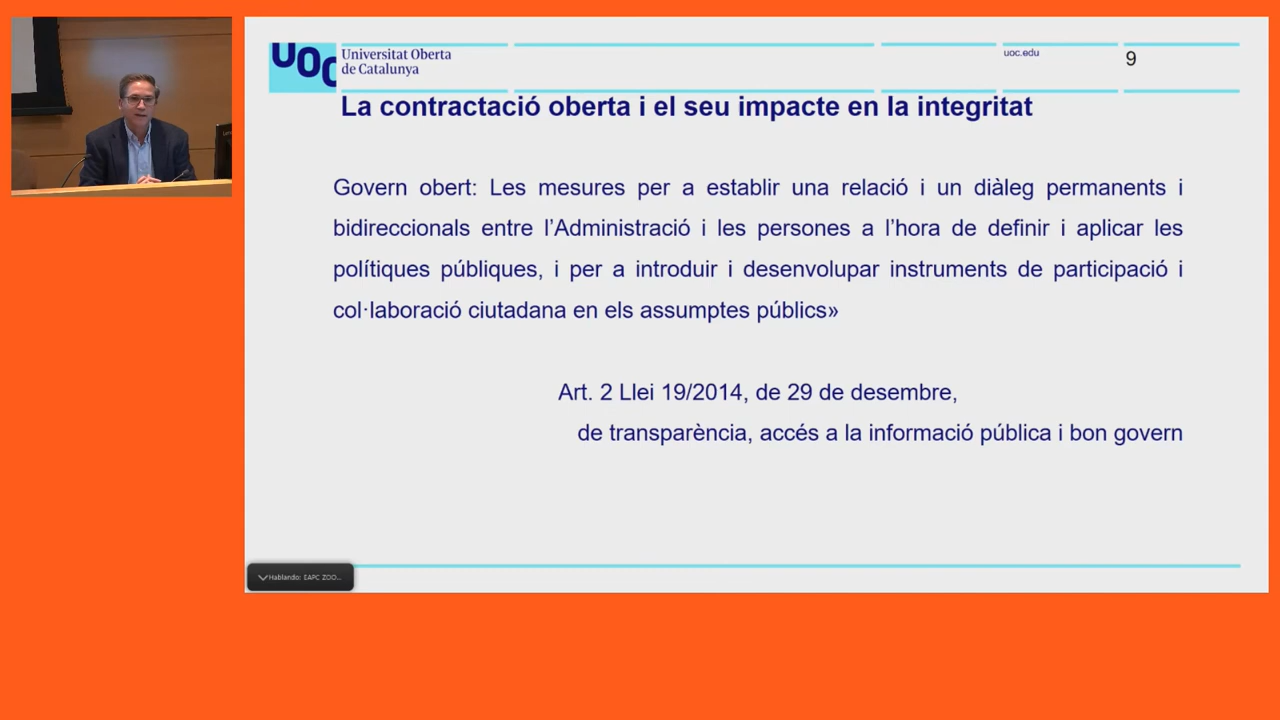 UOC
Universitat Oberta
de Catalunya
uoc.edu
9
La contractació oberta i el seu impacte en la integritat
Govern obert: Les mesures per a establir una relació i un diàleg permanents i
bidireccionals entre l’Administració i les persones a l’hora de definir i aplicar les
polítiques públiques, i per a introduir i desenvolupar instruments de participació i
col·laboració ciutadana en els assumptes públics»
Art. 2 Llei 19/2014, de 29 de desembre,
de transparència, accés a la informació pública i bon govern
Hablando: EAPC ZOO...